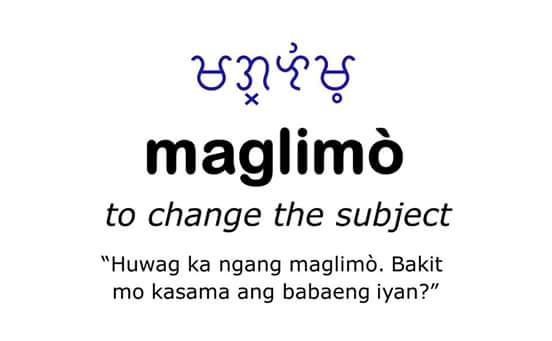 ᜋᜄ᜔ᜎᜒᜋᜓ
maglimò
to change the subject
“Huwag ka ngang maglimò. Bakit
mo kasama ang babaeng iyan?”